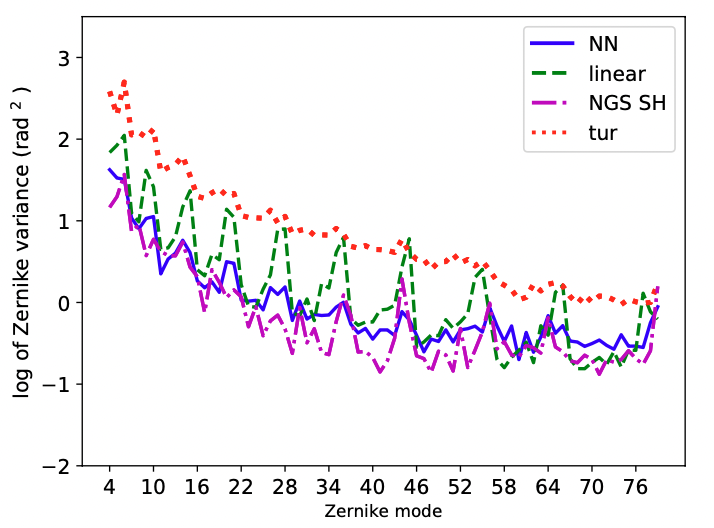 log of Zernike variance (rad ² )
3
2
1
0
−1
−2
NN
linear
NGS SH
tur
4 10 16 22 28 34 40 46 52 58 64 70 76
Zernike mode